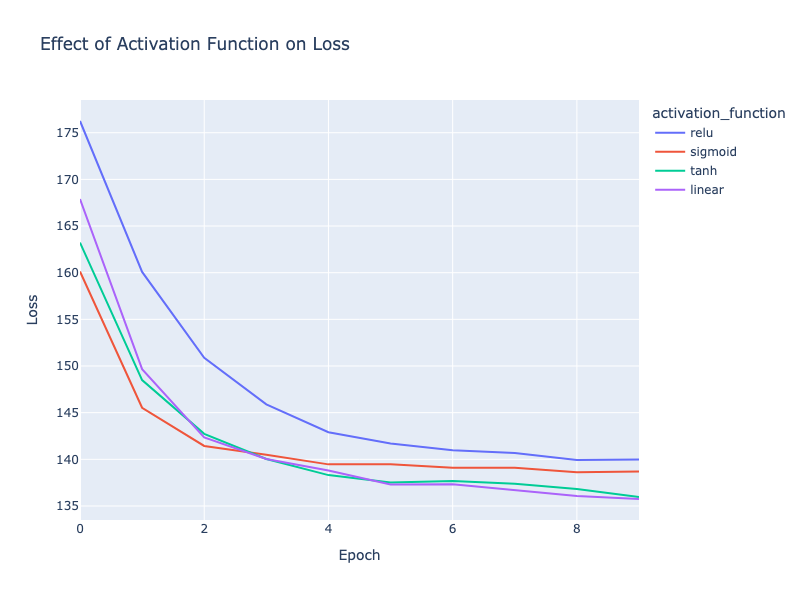 Effect of Activation Function on Loss
activation_function
relu
sigmoid
tanh
linear
175
170
165
160
155
150
145
140
135
Loss
0 2 4 6 8
Epoch